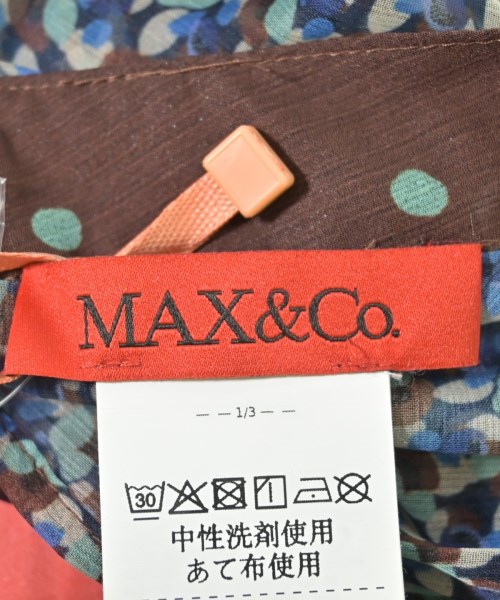 MAX&Co.
— — 1/3 — —
30
中性洗剤使用
あて布使用